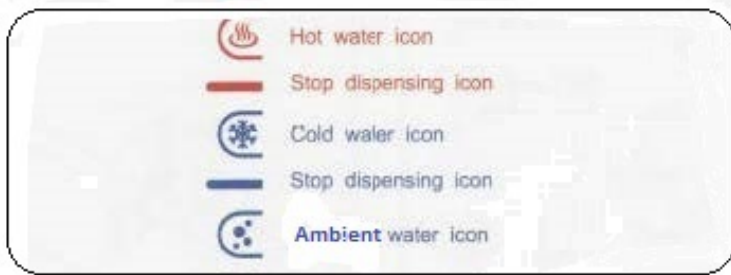 Hot water icon
Stop dispensing icon
Cold waler icon
Stop dispensing icon
Ambient water icon